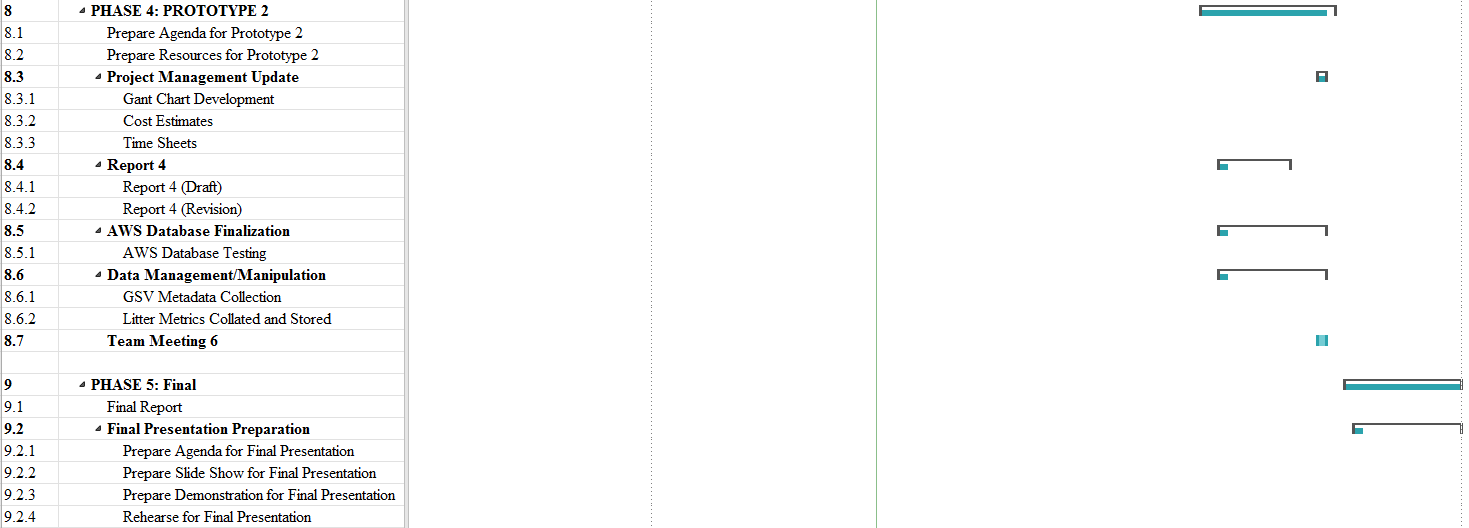 8 PHASE 4: PROTOTYPE 2
8.1 Prepare Agenda for Prototype 2
8.2 Prepare Resources for Prototype 2
8.3 Project Management Update
8.3.1 Gant Chart Development
8.3.2 Cost Estimates
8.3.3 Time Sheets
8.4 Report 4
8.4.1 Report 4 (Draft)
8.4.2 Report 4 (Revision)
8.5 AWS Database Finalization
8.5.1 AWS Database Testing
8.6 Data Management/Manipulation
8.6.1 GSV Metadata Collection
8.6.2 Litter Metrics Collated and Stored
8.7 Team Meeting 6
9 PHASE 5: Final
9.1 Final Report
9.2 Final Presentation Preparation
9.2.1 Prepare Agenda for Final Presentation
9.2.2 Prepare Slide Show for Final Presentation
9.2.3 Prepare Demonstration for Final Presentation
9.2.4 Rehearse for Final Presentation